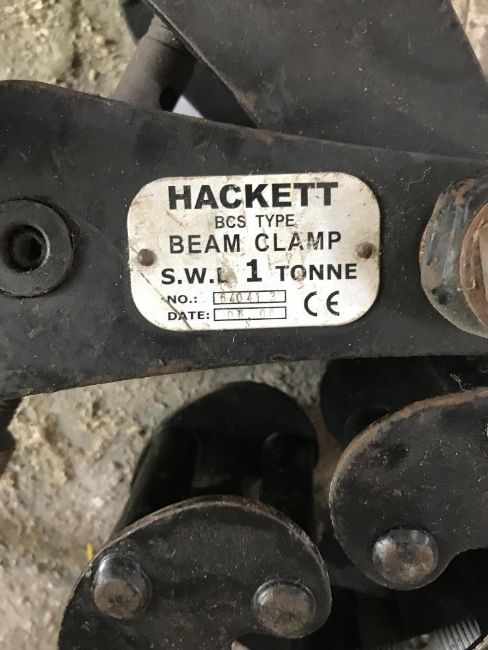 HACKETT
BCS TYPE
BEAM CLAMP
S.W.L 1 TONNE
NO.: CE
DATE: